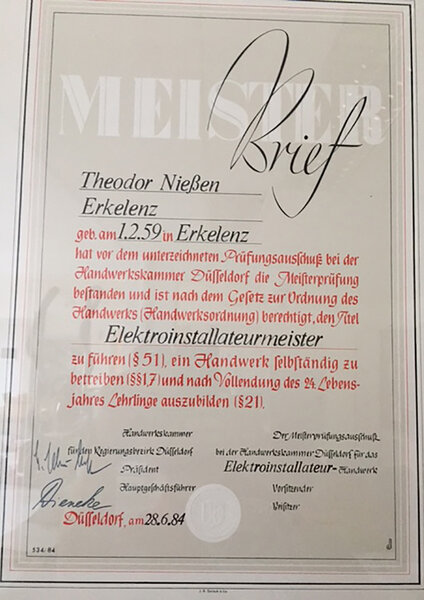 MEISTER
Brief
Theodor Nießen
Erkelenz
geb. am 1.2.59 in Erkelenz
hat vor dem unterzeichneten Prüfungsausschuß bei der
Handwerkskammer Düsseldorf die Meisterprüfung
bestanden und ist nach dem Gesetz zur Ordnung des
Handwerks (Handwerksordnung) berechtigt, den Titel
Elektroinstallateurmeister
zu führen (§ 51), ein Handwerk selbständig zu
betreiben (§§1,7) und nach Vollendung des 24. Lebens-
jahres Lehrlinge auszubilden (§ 21).
Handwerkskammer
für den Regierungsbezirk Düsseldorf
Präsident
Hauptgeschäftsführer
Der Meisterprüfungsausschuß
bei der Handwerkskammer Düsseldorf für das
Elektroinstallateur-Handwerk
Vorsitzender
Beisitzer
Düsseldorf, am 28.6.84
534/84